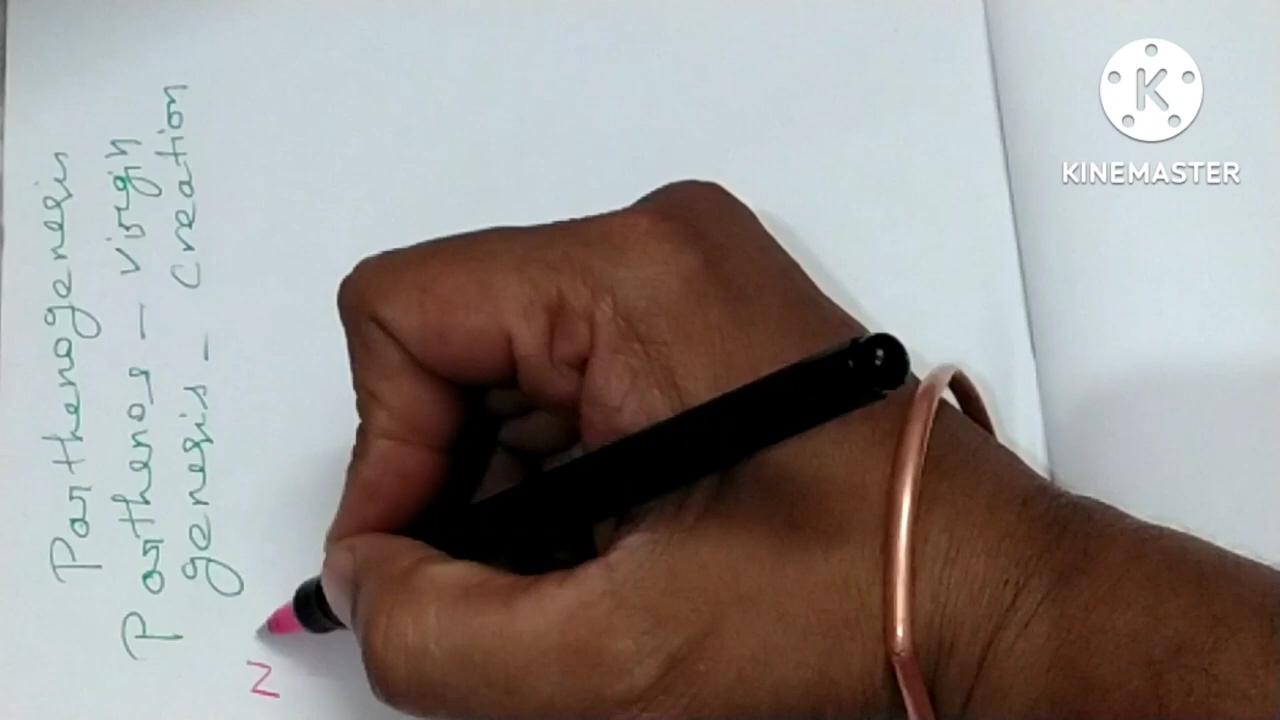 Parthenogenesis
Parthenos - virgin
genesis - creation
N
KINEMASTER